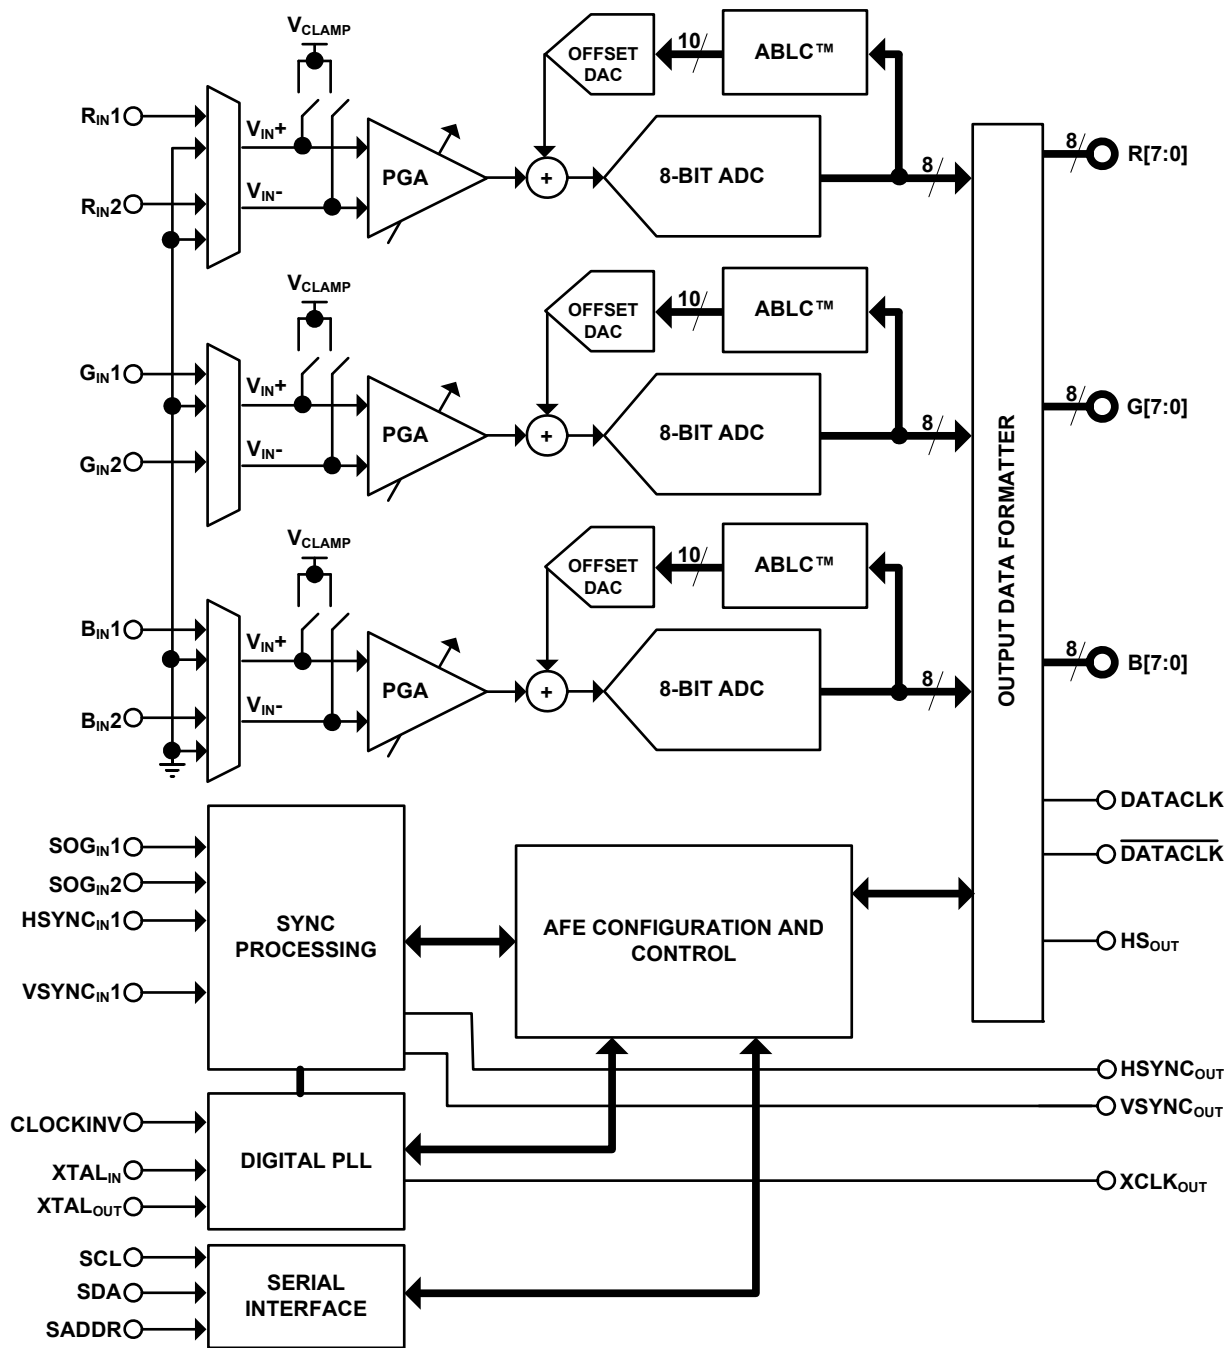 VCLAMP
RIN1
RIN2
VIN+
VIN-
PGA
+
OFFSET
DAC
10
ABLC™
8-BIT ADC
8
8
R[7:0]
VCLAMP
GIN1
GIN2
VIN+
VIN-
PGA
+
OFFSET
DAC
10
ABLC™
8-BIT ADC
8
8
G[7:0]
VCLAMP
BIN1
BIN2
VIN+
VIN-
PGA
+
OFFSET
DAC
10
ABLC™
8-BIT ADC
8
8
B[7:0]
OUTPUT DATA FORMATTER
DATACLK
DATACLK
HSOUT
SOGIN1
SOGIN2
HSYNCIN1
VSYNCIN1
SYNC
PROCESSING
AFE CONFIGURATION AND
CONTROL
HSYNCOUT
VSYNCOUT
CLOCKINV
XTALIN
XTALOUT
DIGITAL PLL
XCLKOUT
SCL
SDA
SADDR
SERIAL
INTERFACE